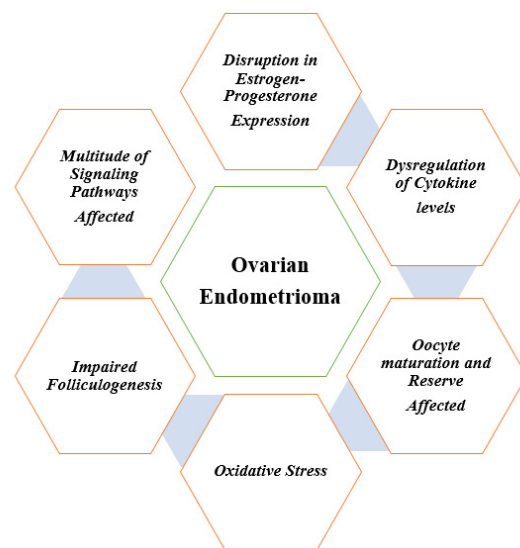 Disruption in
Estrogen-
Progesterone
Expression
Multitude of
Signaling
Pathways
Affected
Dysregulation
of Cytokine
levels
Ovarian
Endometrioma
Impaired
Folliculogenesis
Oocyte
maturation and
Reserve
Affected
Oxidative Stress